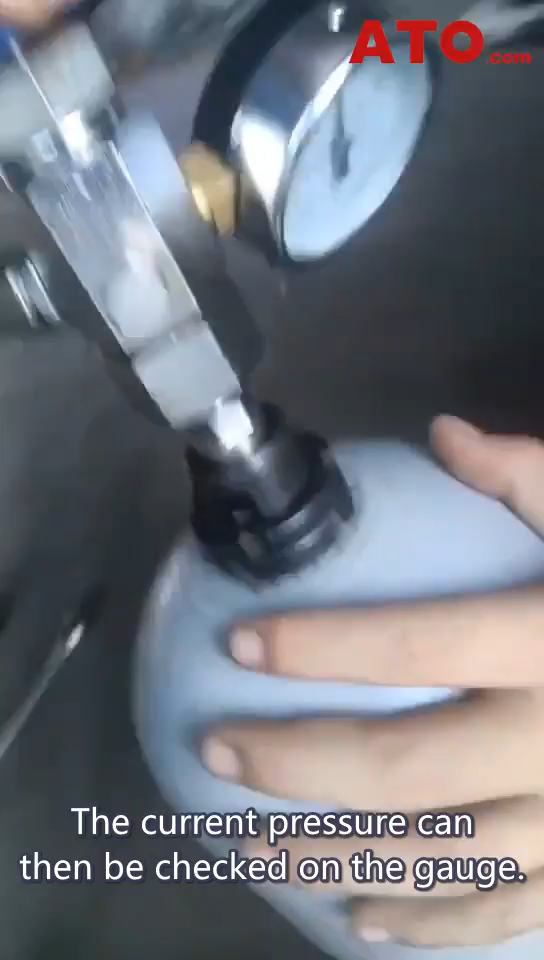 ATO.com
The current pressure can
then be checked on the gauge.